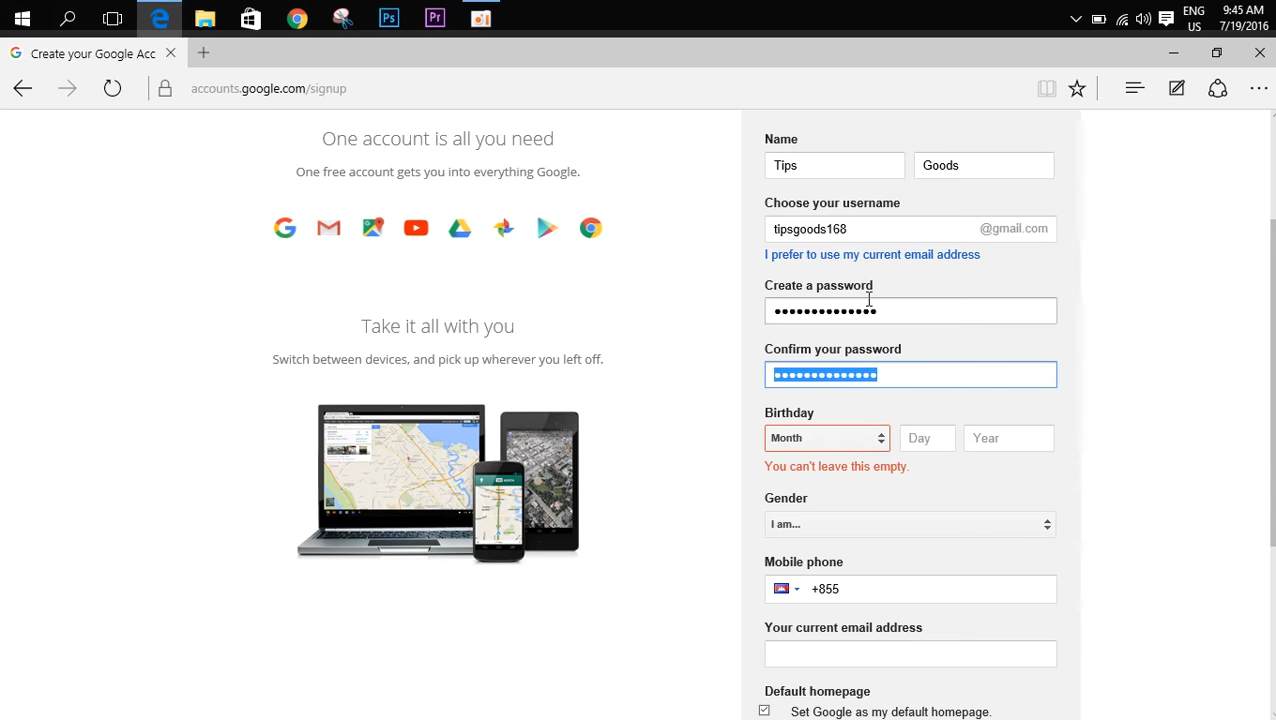 ENG
US
9:45 AM
7/19/2016
Create your Google Acc
accounts.google.com/signup
One account is all you need
One free account gets you into everything Google.
Take it all with you
Switch between devices, and pick up wherever you left off.
Name
Tips
Goods
Choose your username
tipsgoods168
@gmail.com
I prefer to use my current email address
Create a password
••••••••••••••
Confirm your password
••••••••••••••
Birthday
Month
Day
Year
You can't leave this empty.
Gender
I am...
Mobile phone
+855
Your current email address
Default homepage
Set Google as my default homepage.